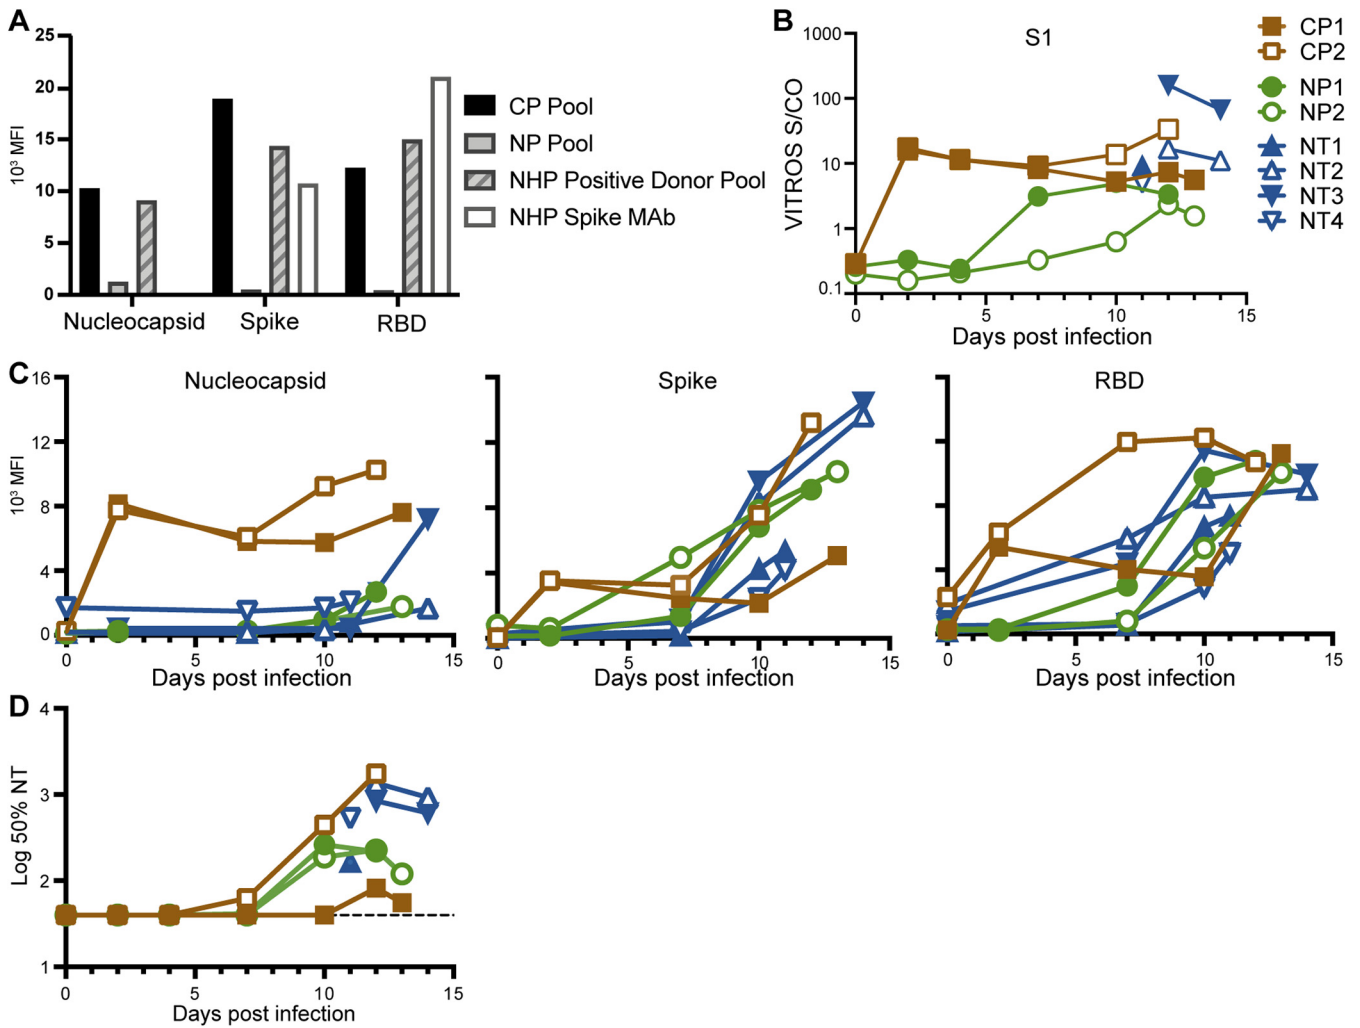 A
25
20
15
10
5
0
10³ MFI
Nucleocapsid
Spike
RBD
CP Pool
NP Pool
NHP Positive Donor Pool
NHP Spike MAb
B
S1
1000
100
10
1
0.1
VITROS S/CO
0
5
10
15
Days post infection
CP1
CP2
NP1
NP2
NT1
NT2
NT3
NT4
C
Nucleocapsid
16
12
8
4
0
10³ MFI
0
5
10
15
Days post infection
Spike
0
5
10
15
Days post infection
RBD
0
5
10
15
Days post infection
D
4
3
2
1
Log 50% NT
0
5
10
15
Days post infection